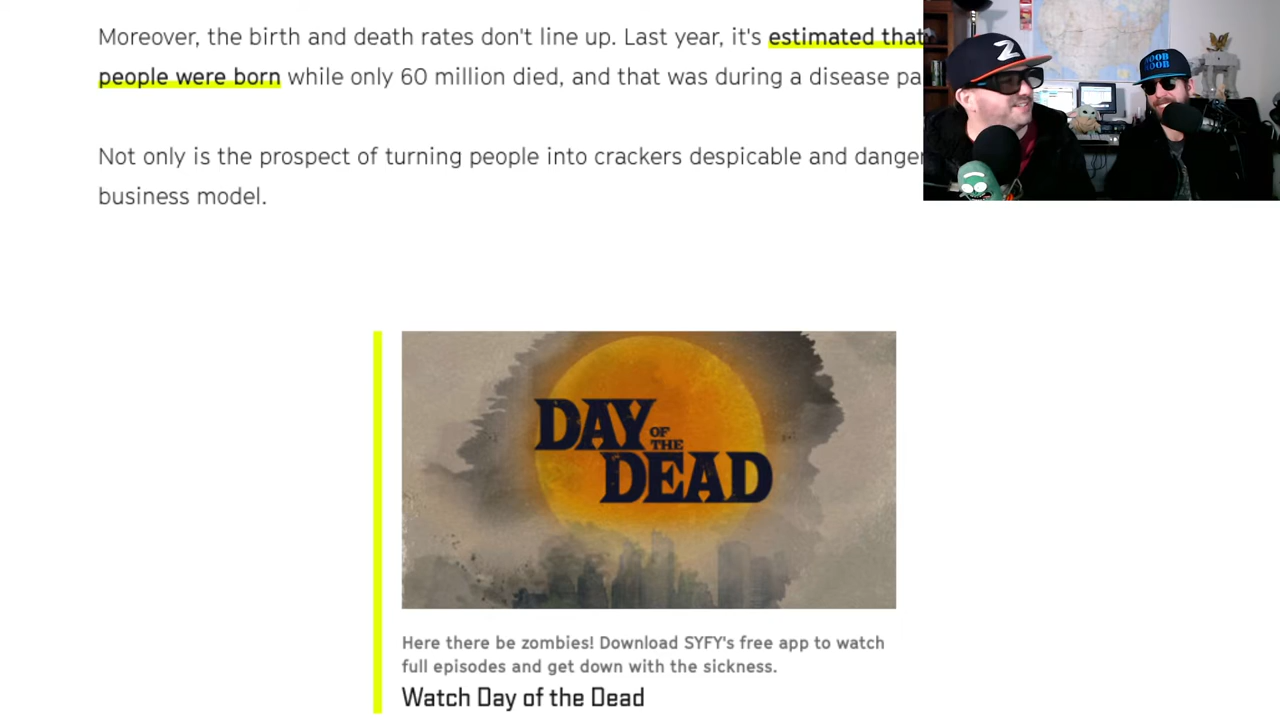 Moreover, the birth and death rates don't line up. Last year, it's estimated that
people were born while only 60 million died, and that was during a disease
Not only is the prospect of turning people into crackers despicable and
business model.
Z
NOOB
NOOB
DAY
OF
THE
DEAD
Here there be zombies! Download SYFY's free app to watch
full episodes and get down with the sickness.
Watch Day of the Dead